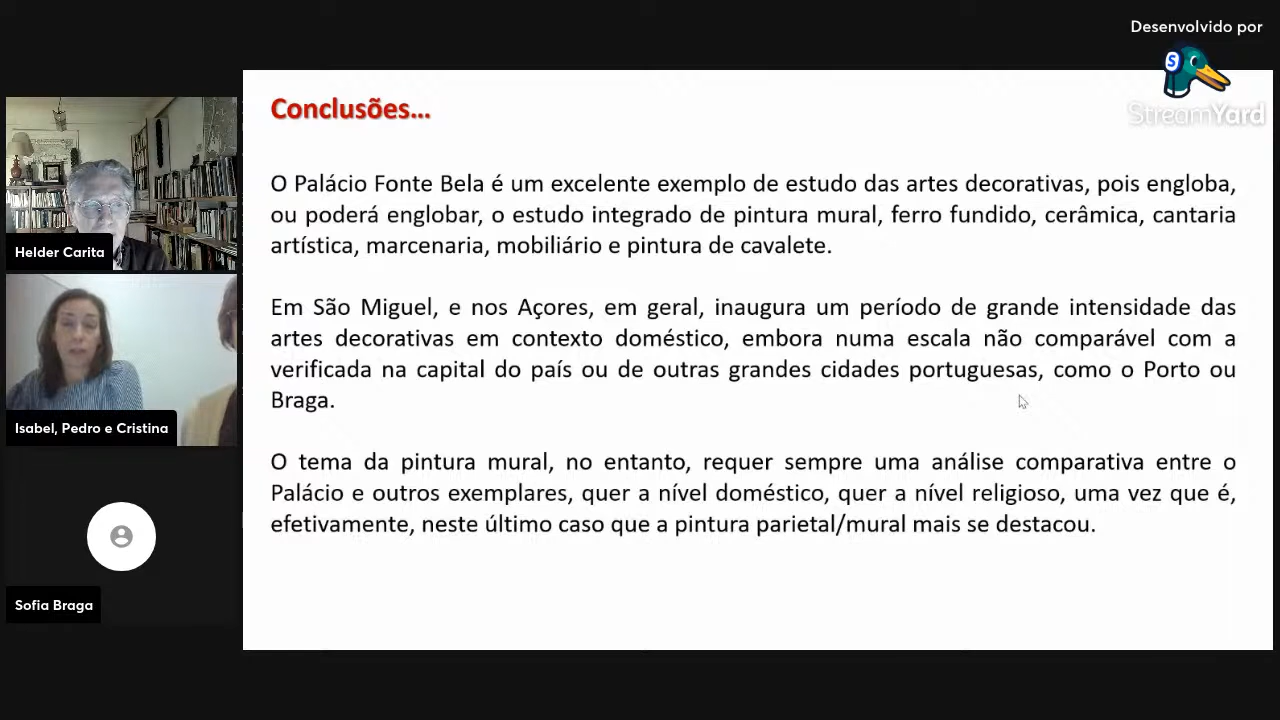 Desenvolvido por
S
StreamYard
Conclusões...
O Palácio Fonte Bela é um excelente exemplo de estudo das artes decorativas, pois engloba,
ou poderá englobar, o estudo integrado de pintura mural, ferro fundido, cerâmica, cantaria
artística, marcenaria, mobiliário e pintura de cavalete.
Em São Miguel, e nos Açores, em geral, inaugura um período de grande intensidade das
artes decorativas em contexto doméstico, embora numa escala não comparável com a
verificada na capital do país ou de outras grandes cidades portuguesas, como o Porto ou
Braga.
O tema da pintura mural, no entanto, requer sempre uma análise comparativa entre o
Palácio e outros exemplares, quer a nível doméstico, quer a nível religioso, uma vez que é,
efetivamente, neste último caso que a pintura parietal/mural mais se destacou.
Helder Carita
Isabel, Pedro e Cristina
Sofia Braga